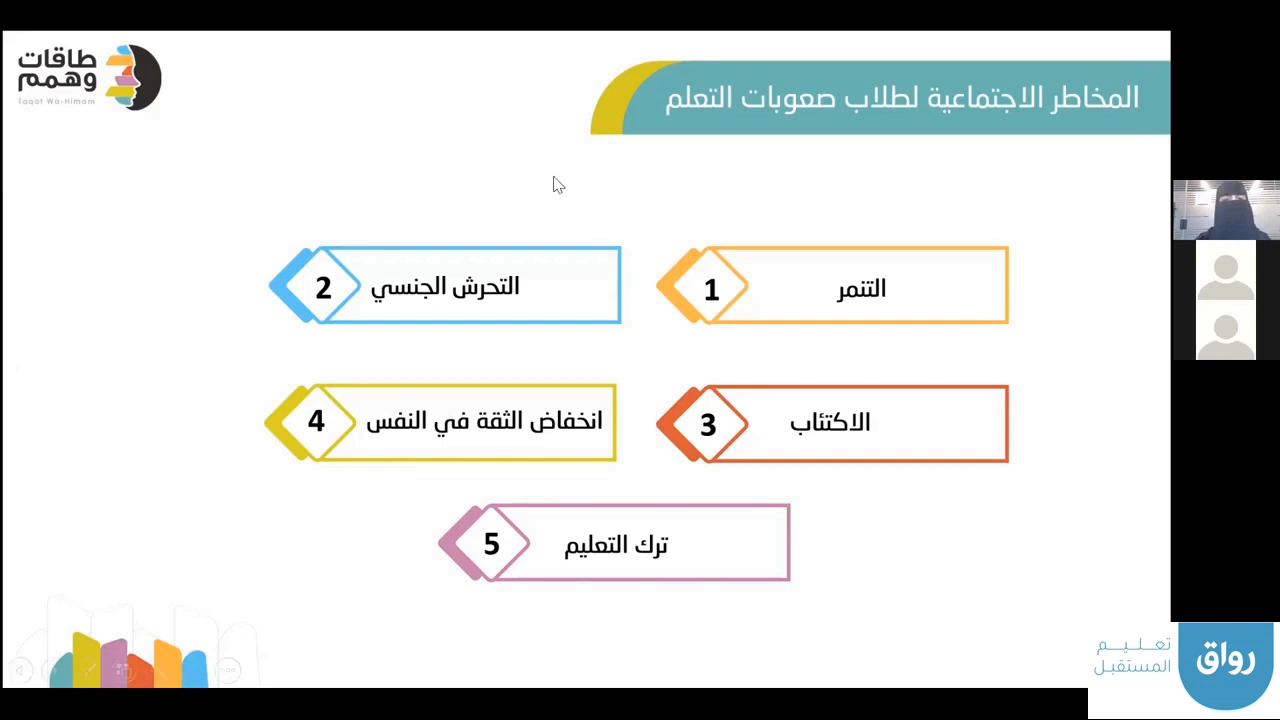 طاقات
وهمم
Taqat Wa-Himam
المخاطر الاجتماعية لطلاب صعوبات التعلم
1
التنمر
2
التحرش الجنسي
3
الاكتئاب
4
انخفاض الثقة في النفس
5
ترك التعليم
تعـلـيـم
المستقبل
رواق